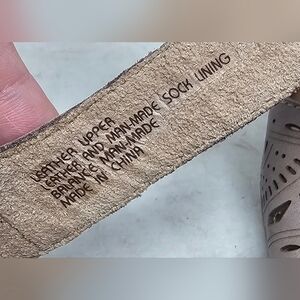 LEATHER UPPER
LEATHER AND MAN-MADE SOCK LINING
BALANCE MAN-MADE
MADE IN CHINA